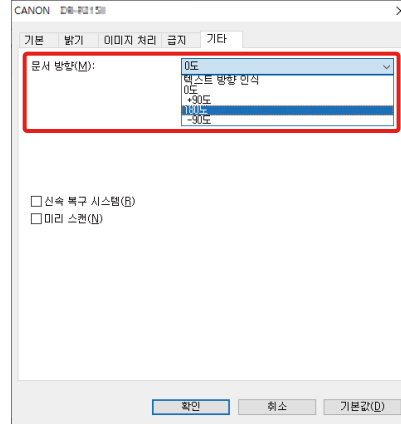 CANON
기본 밝기 이미지 처리 급지 기타
문서 방향(M): 0도
텍스트 방향 인식
0도
+90도
180도
-90도
신속 복구 시스템(R)
미리 스캔(N)
확인 취소 기본값(D)